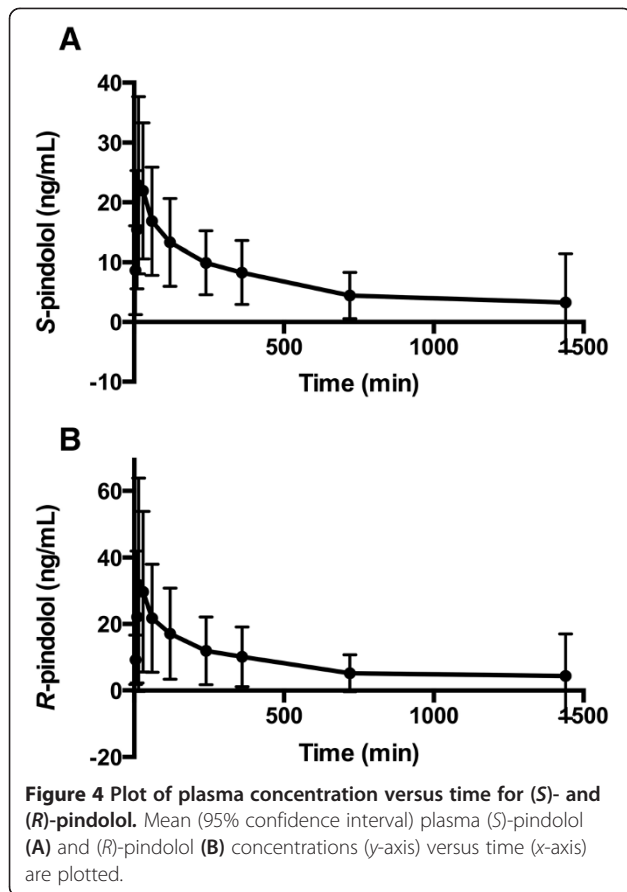 A
40
30
20
10
0
-10
S-pindolol (ng/mL)
500
1000
1500
Time (min)
B
60
40
20
0
-20
R-pindolol (ng/mL)
500
1000
1500
Time (min)
Figure 4 Plot of plasma concentration versus time for (S)- and
(R)-pindolol. Mean (95% confidence interval) plasma (S)-pindolol
(A) and (R)-pindolol (B) concentrations (y-axis) versus time (x-axis)
are plotted.